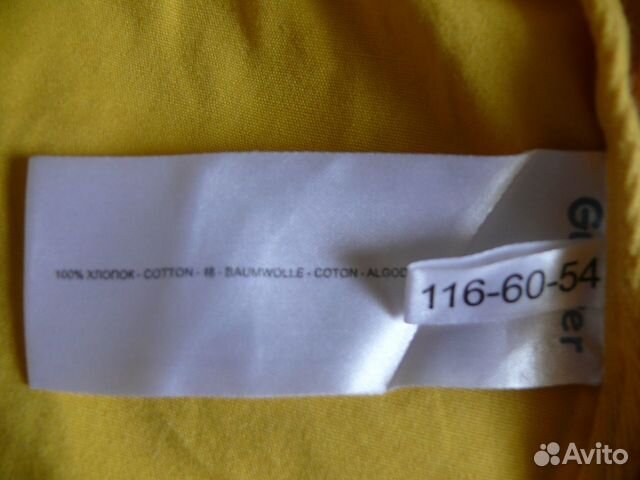 100% ХЛОПОК - COTTON - 棉 - BAUMWOLLE - COTON - ALGOD
116-60-54
Avito